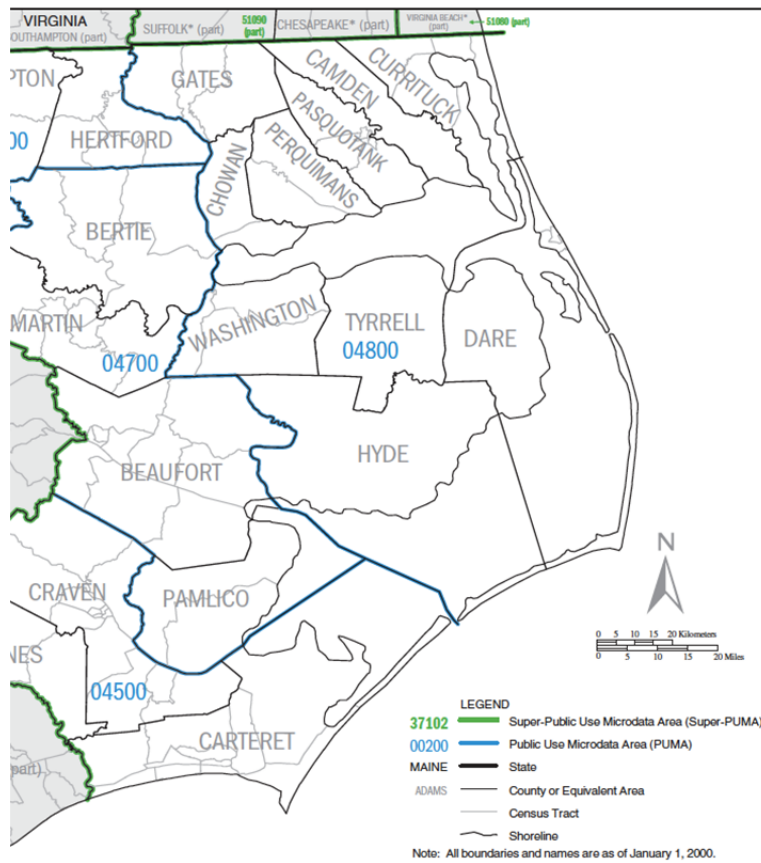 VIRGINIA
OUTHAMPTON (part)
SUFFOLK* (part)
51090
(part)
CHESAPEAKE* (part)
VIRGINIA BEACH*
(part)
51080 (part)
PTON
GATES
CAMDEN
CURRITUCK
00
HERTFORD
PASQUOTANK
PERQUIMANS
CHOWAN
BERTIE
MARTIN
WASHINGTON
TYRRELL
DARE
04700
04800
BEAUFORT
HYDE
CRAVEN
PAMLICO
N
NES
04500
0 5 10 15 20 Kilometers
0 5 10 15 20 Miles
CARTERET
part)
LEGEND
37102 Super-Public Use Microdata Area (Super-PUMA)
00200 Public Use Microdata Area (PUMA)
MAINE State
ADAMS County or Equivalent Area
Census Tract
Shoreline
Note: All boundaries and names are as of January 1, 2000.